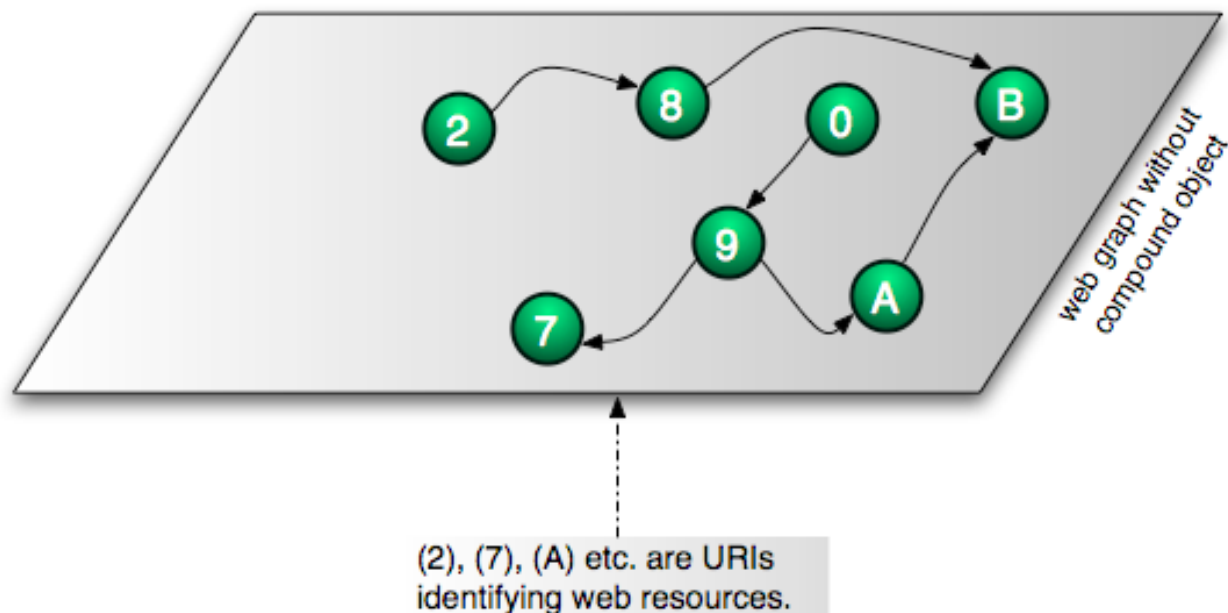 2
8
0
B
9
A
7
web graph without
compound object
(2), (7), (A) etc. are URIs
identifying web resources.